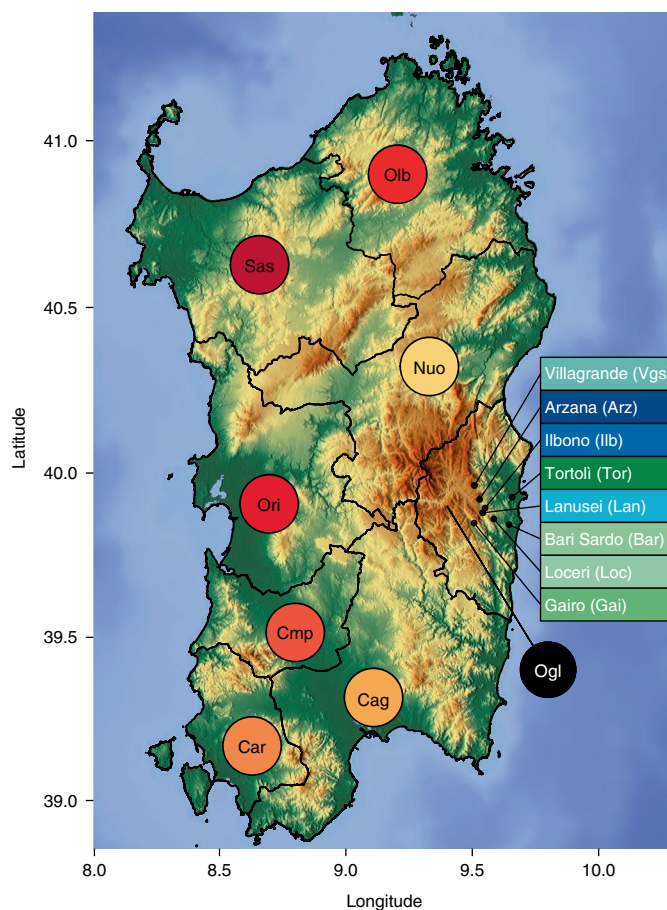 41.0
40.5
40.0
39.5
39.0
Latitude
8.0
8.5
9.0
9.5
10.0
Longitude
Olb
Sas
Nuo
Ori
Cmp
Cag
Car
Ogl
Villagrande (Vgs
Arzana (Arz)
Ilbono (Ilb)
Tortolì (Tor)
Lanusei (Lan)
Bari Sardo (Bar)
Loceri (Loc)
Gairo (Gai)